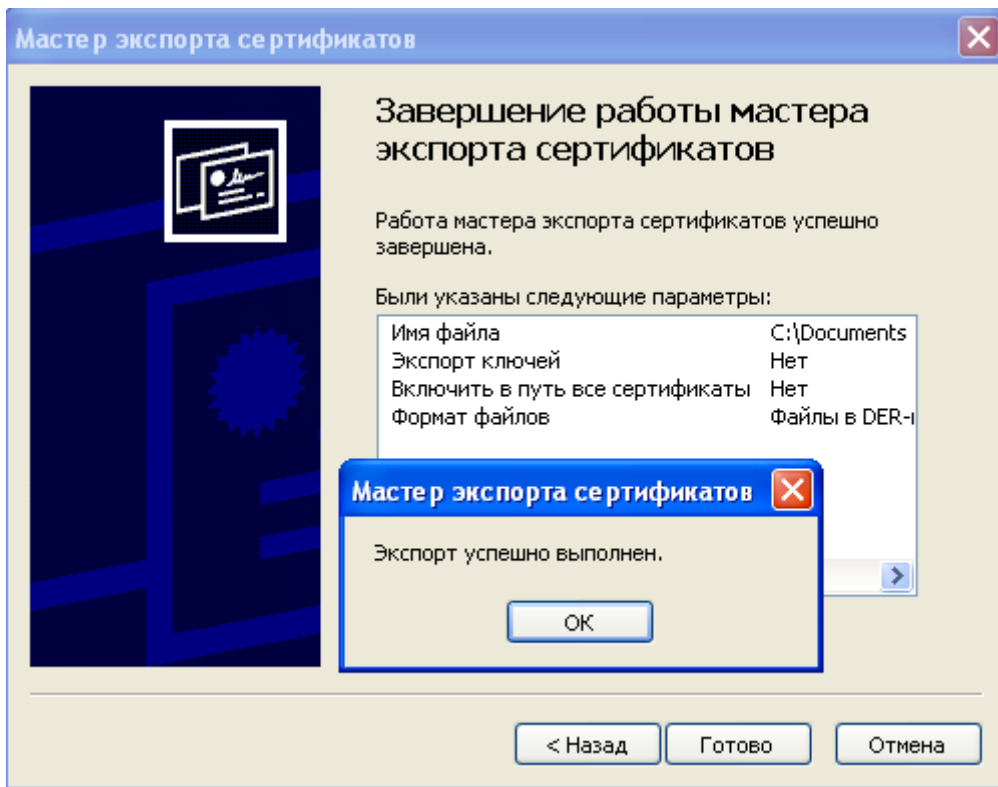 Мастер экспорта сертификатов
Завершение работы мастера
экспорта сертификатов
Работа мастера экспорта сертификатов успешно
завершена.
Были указаны следующие параметры:
Имя файла C:\Documents
Экспорт ключей Нет
Включить в путь все сертификаты Нет
Формат файлов Файлы в DER-
Мастер экспорта сертификатов
Экспорт успешно выполнен.
ОК
< Назад Готово Отмена